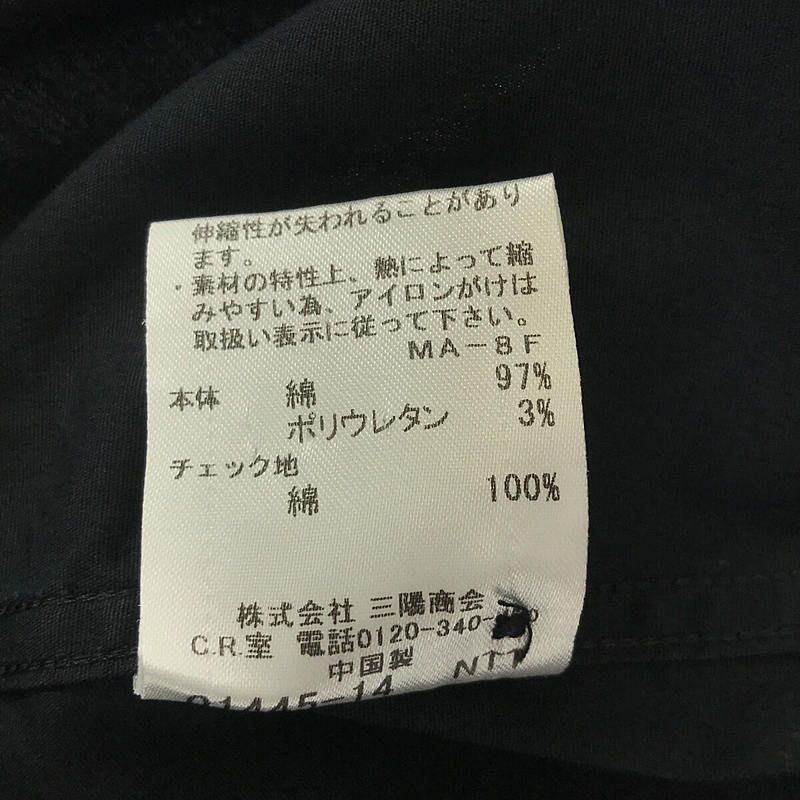 伸縮性が失われることがあり
ます。
・素材の特性上、熱によって縮
みやすい為、アイロンがけは
取扱い表示に従って下さい。
MA-8F
本体 綿 97%
ポリウレタン 3%
チェック地
綿 100%
株式会社 三陽商会
C.R.室 電話0120-340-
中国製 NTT
91445-14